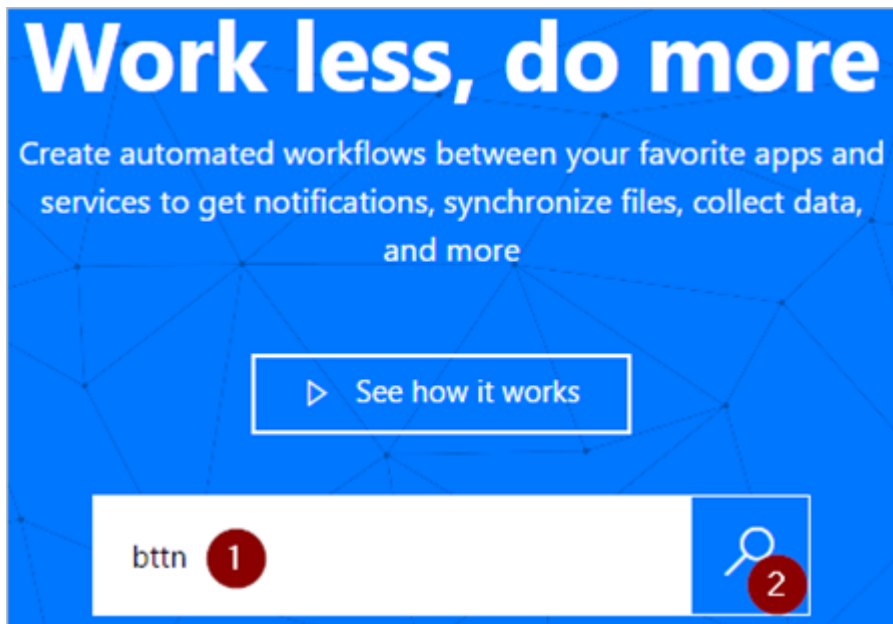 Work less, do more
Create automated workflows between your favorite apps and
services to get notifications, synchronize files, collect data,
and more
See how it works
bttn 1
2